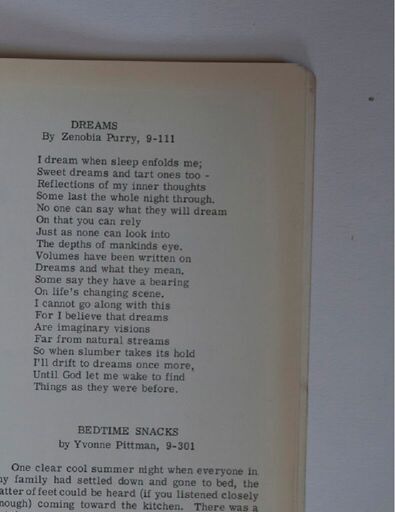 DREAMS
By Zenobia Purry, 9-111
I dream when sleep enfolds me;
Sweet dreams and tart ones too -
Reflections of my inner thoughts
Some last the whole night through.
No one can say what they will dream
On that you can rely
Just as none can look into
The depths of mankinds eye.
Volumes have been written on
Dreams and what they mean,
Some say they have a bearing
On life's changing scene.
I cannot go along with this
For I believe that dreams
Are imaginary visions
Far from natural streams
So when slumber takes its hold
I'll drift to dreams once more,
Until God let me wake to find
Things as they were before.
BEDTIME SNACKS
by Yvonne Pittman, 9-301
One clear cool summer night when everyone in
my family had settled down and gone to bed, the
atter of feet could be heard (if you listened closely
nough) coming toward the kitchen. There was a